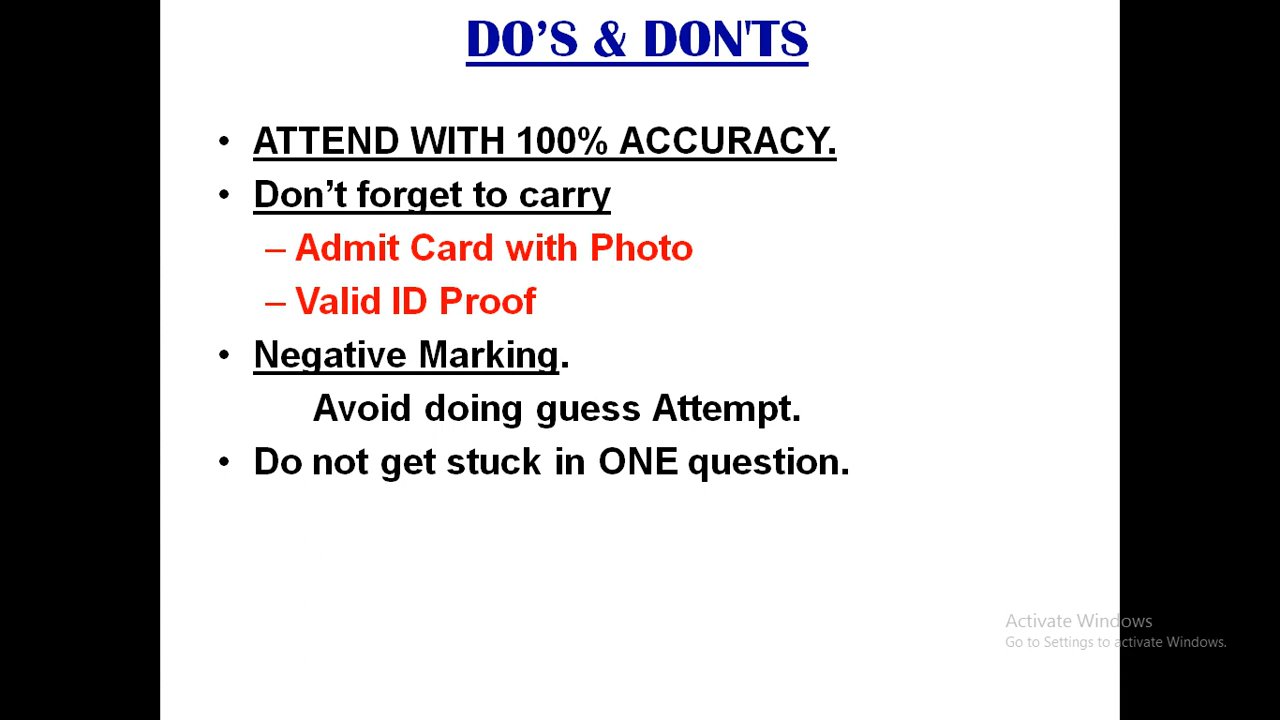 DO’S & DON'TS
• ATTEND WITH 100% ACCURACY.
• Don’t forget to carry
– Admit Card with Photo
– Valid ID Proof
• Negative Marking.
Avoid doing guess Attempt.
• Do not get stuck in ONE question.
Activate Windows
Go to Settings to activate Windows.